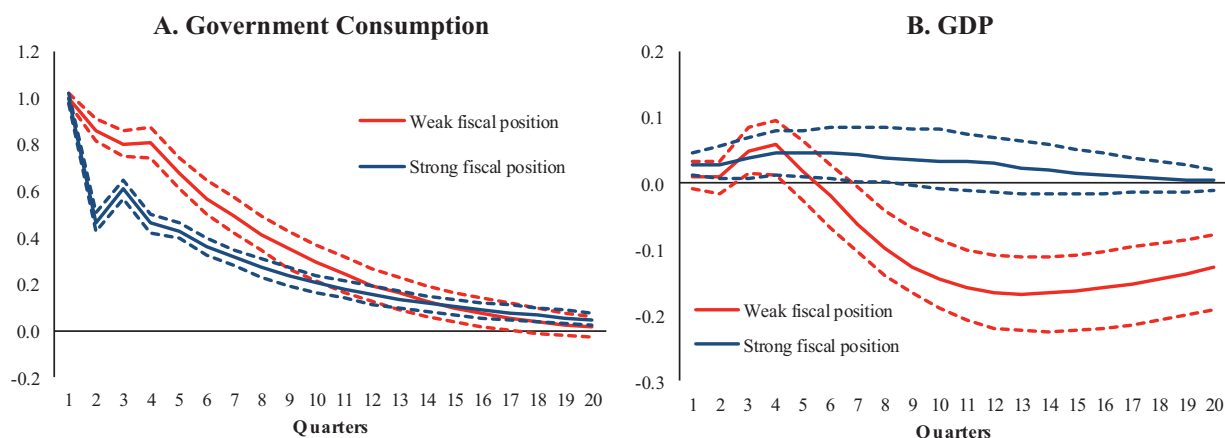 A. Government Consumption
1.2
1.0
0.8
0.6
0.4
0.2
0.0
-0.2
Weak fiscal position
Strong fiscal position
1 2 3 4 5 6 7 8 9 10 11 12 13 14 15 16 17 18 19 20
Quarters
B. GDP
0.2
0.1
0.0
-0.1
-0.2
-0.3
Weak fiscal position
Strong fiscal position
1 2 3 4 5 6 7 8 9 10 11 12 13 14 15 16 17 18 19 20
Quarters